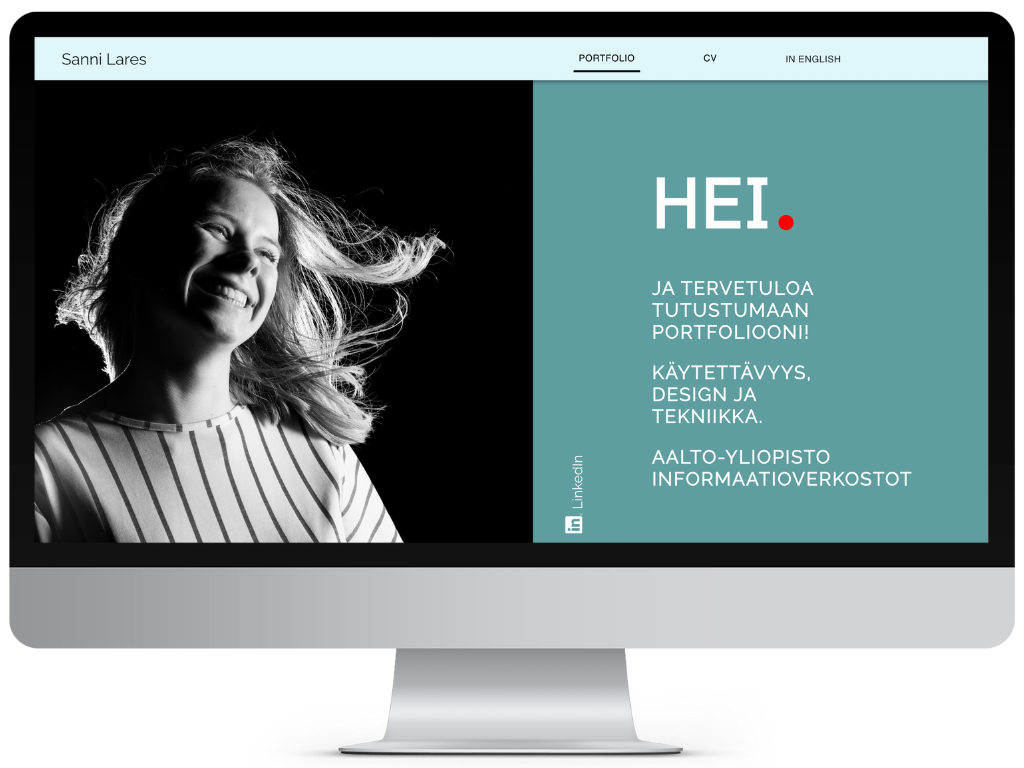 Sanni Lares
PORTFOLIO
CV
IN ENGLISH
HEI.
JA TERVETULOA
TUTUSTUMAAN
PORTFOLIOONI!
KÄYTETTÄVYYS,
DESIGN JA
TEKNIIKKA.
AALTO-YLIOPISTO
INFORMAATIOVERKOSTOT
in LinkedIn